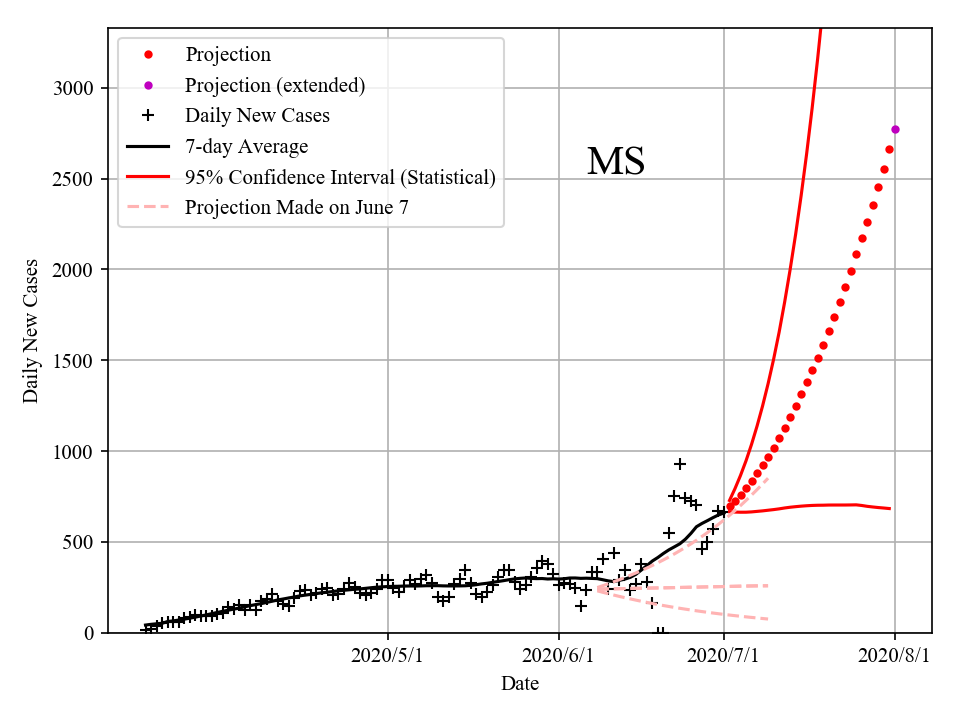 Projection
Projection (extended)
Daily New Cases
7-day Average
95% Confidence Interval (Statistical)
Projection Made on June 7
MS
3000
2500
2000
1500
1000
500
0
Daily New Cases
2020/5/1
2020/6/1
2020/7/1
2020/8/1
Date